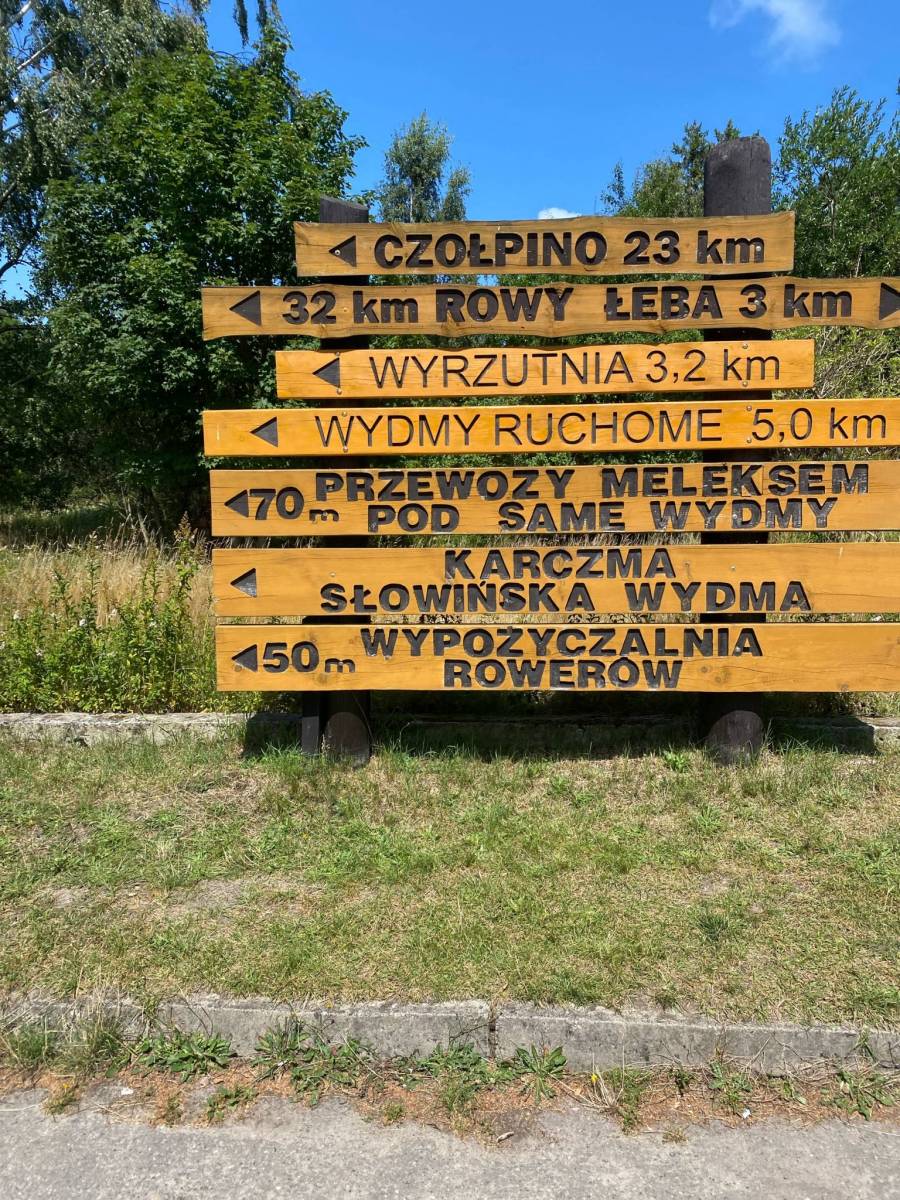 CZOŁPINO 23 km
32 km ROWY ŁEBA 3 km
WYRZUTNIA 3,2 km
WYDMY RUCHOME 5,0 km
70 m PRZEWOZY MELEKSEM
POD SAME WYDMY
KARCZMA
SŁOWIŃSKA WYDMA
50 m WYPOŻYCZALNIA
ROWERÓW